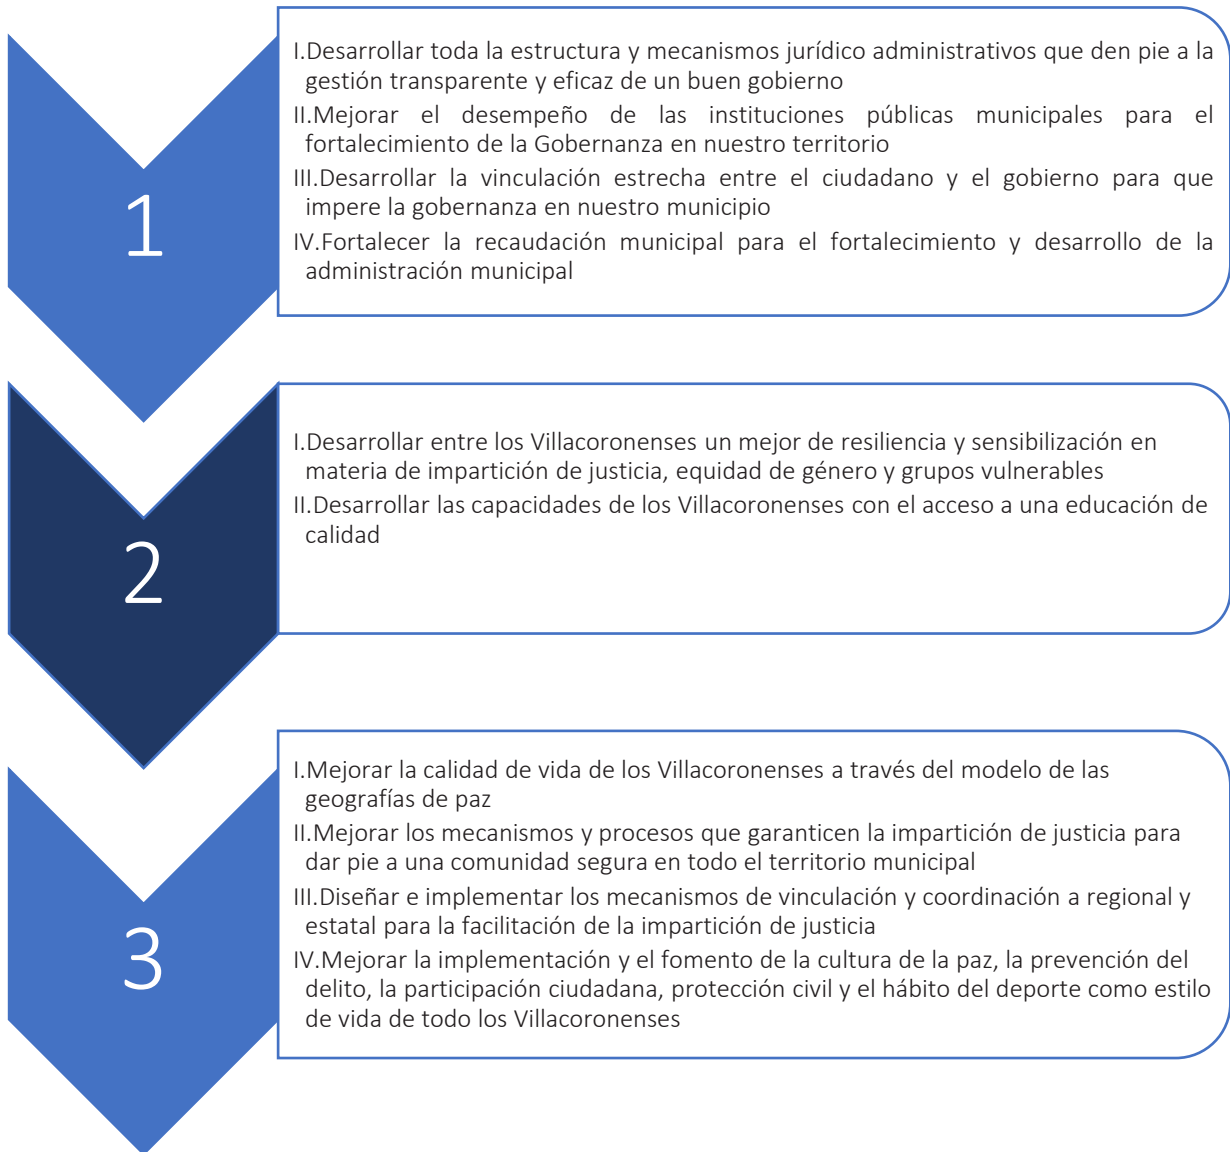 1
I.Desarrollar toda la estructura y mecanismos jurídico administrativos que den pie a la
gestión transparente y eficaz de un buen gobierno
II.Mejorar el desempeño de las instituciones públicas municipales para el
fortalecimiento de la Gobernanza en nuestro territorio
III.Desarrollar la vinculación estrecha entre el ciudadano y el gobierno para que
impere la gobernanza en nuestro municipio
IV.Fortalecer la recaudación municipal para el fortalecimiento y desarrollo de la
administración municipal
2
I.Desarrollar entre los Villacoronenses un mejor de resiliencia y sensibilización en
materia de impartición de justicia, equidad de género y grupos vulnerables
II.Desarrollar las capacidades de los Villacoronenses con el acceso a una educación de
calidad
3
I.Mejorar la calidad de vida de los Villacoronenses a través del modelo de las
geografías de paz
II.Mejorar los mecanismos y procesos que garanticen la impartición de justicia para
dar pie a una comunidad segura en todo el territorio municipal
III.Diseñar e implementar los mecanismos de vinculación y coordinación a regional y
estatal para la facilitación de la impartición de justicia
IV.Mejorar la implementación y el fomento de la cultura de la paz, la prevención del
delito, la participación ciudadana, protección civil y el hábito del deporte como estilo
de vida de todo los Villacoronenses